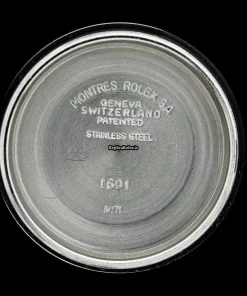 MONTRES ROLEX S.A.
GENEVA
SWITZERLAND
PATENTED
STAINLESS STEEL
1601